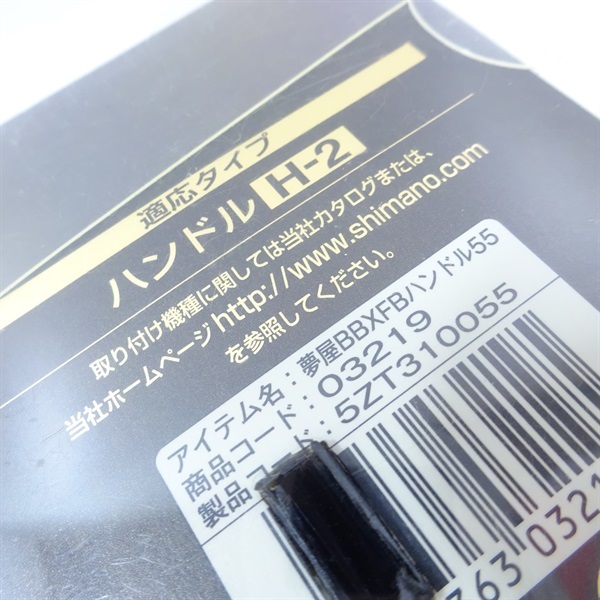 適応タイプ
ハンドル H-2
取り付け機種に関しては当社カタログまたは、
当社ホームページhttp://www.shimano.com
を参照してください。
アイテム名：夢屋BBXFBハンドル55
商品コード：03219
製品コード：5ZT310055
363 0321